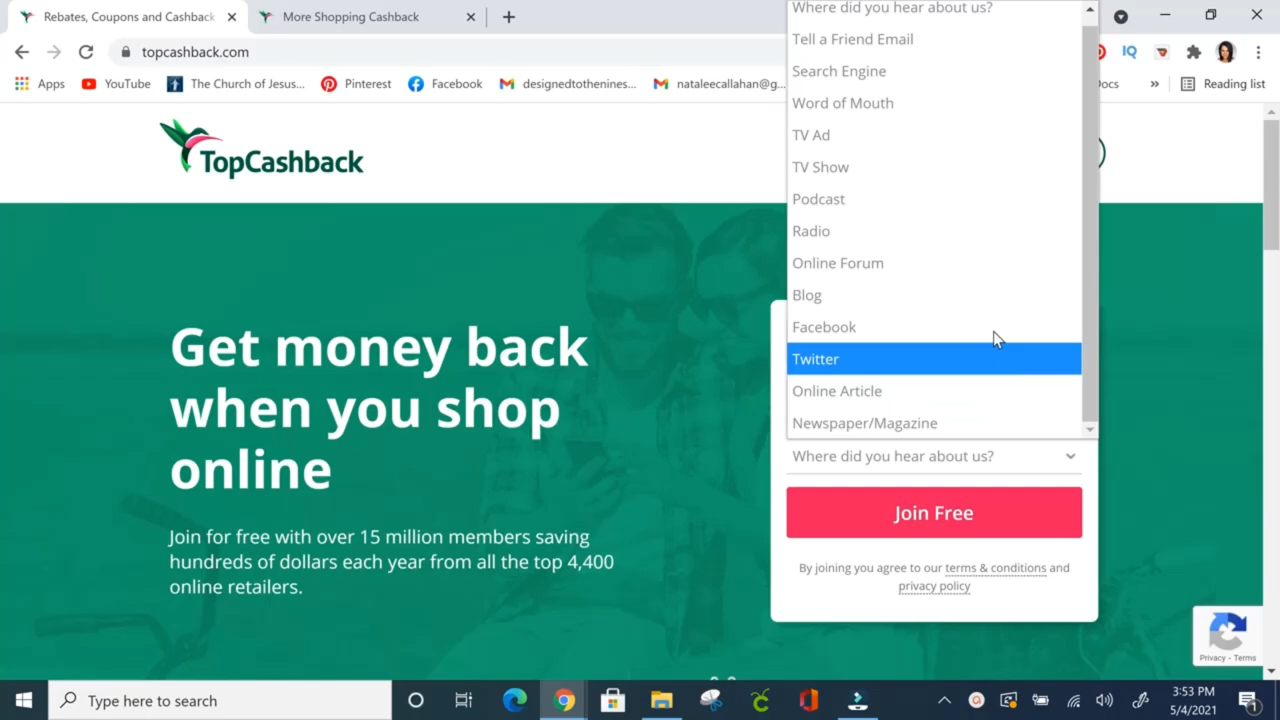 Rebates, Coupons and Cashback
More Shopping Cashback
topcashback.com
Apps
YouTube
The Church of Jesus...
Pinterest
Facebook
designedtothenines...
nataleecallahan@g...
Docs
»
Reading list
TopCashback
Where did you hear about us?
Tell a Friend Email
Search Engine
Word of Mouth
TV Ad
TV Show
Podcast
Radio
Online Forum
Blog
Facebook
Twitter
Online Article
Newspaper/Magazine
Where did you hear about us?
Join Free
By joining you agree to our terms & conditions and
privacy policy
Get money back
when you shop
online
Join for free with over 15 million members saving
hundreds of dollars each year from all the top 4,400
online retailers.
Privacy - Terms
Type here to search
3:53 PM
5/4/2021
1
IQ